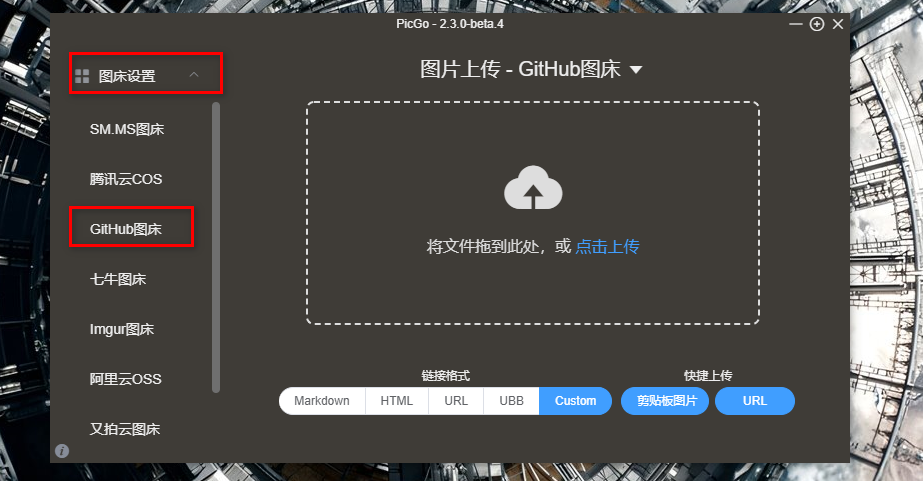 PicGo - 2.3.0-beta.4
图床设置
SM.MS图床
腾讯云COS
GitHub图床
七牛图床
Imgur图床
阿里云OSS
又拍云图床
图片上传 - GitHub图床
将文件拖到此处，或 点击上传
链接格式
快捷上传
Markdown HTML URL UBB Custom 剪贴板图片 URL